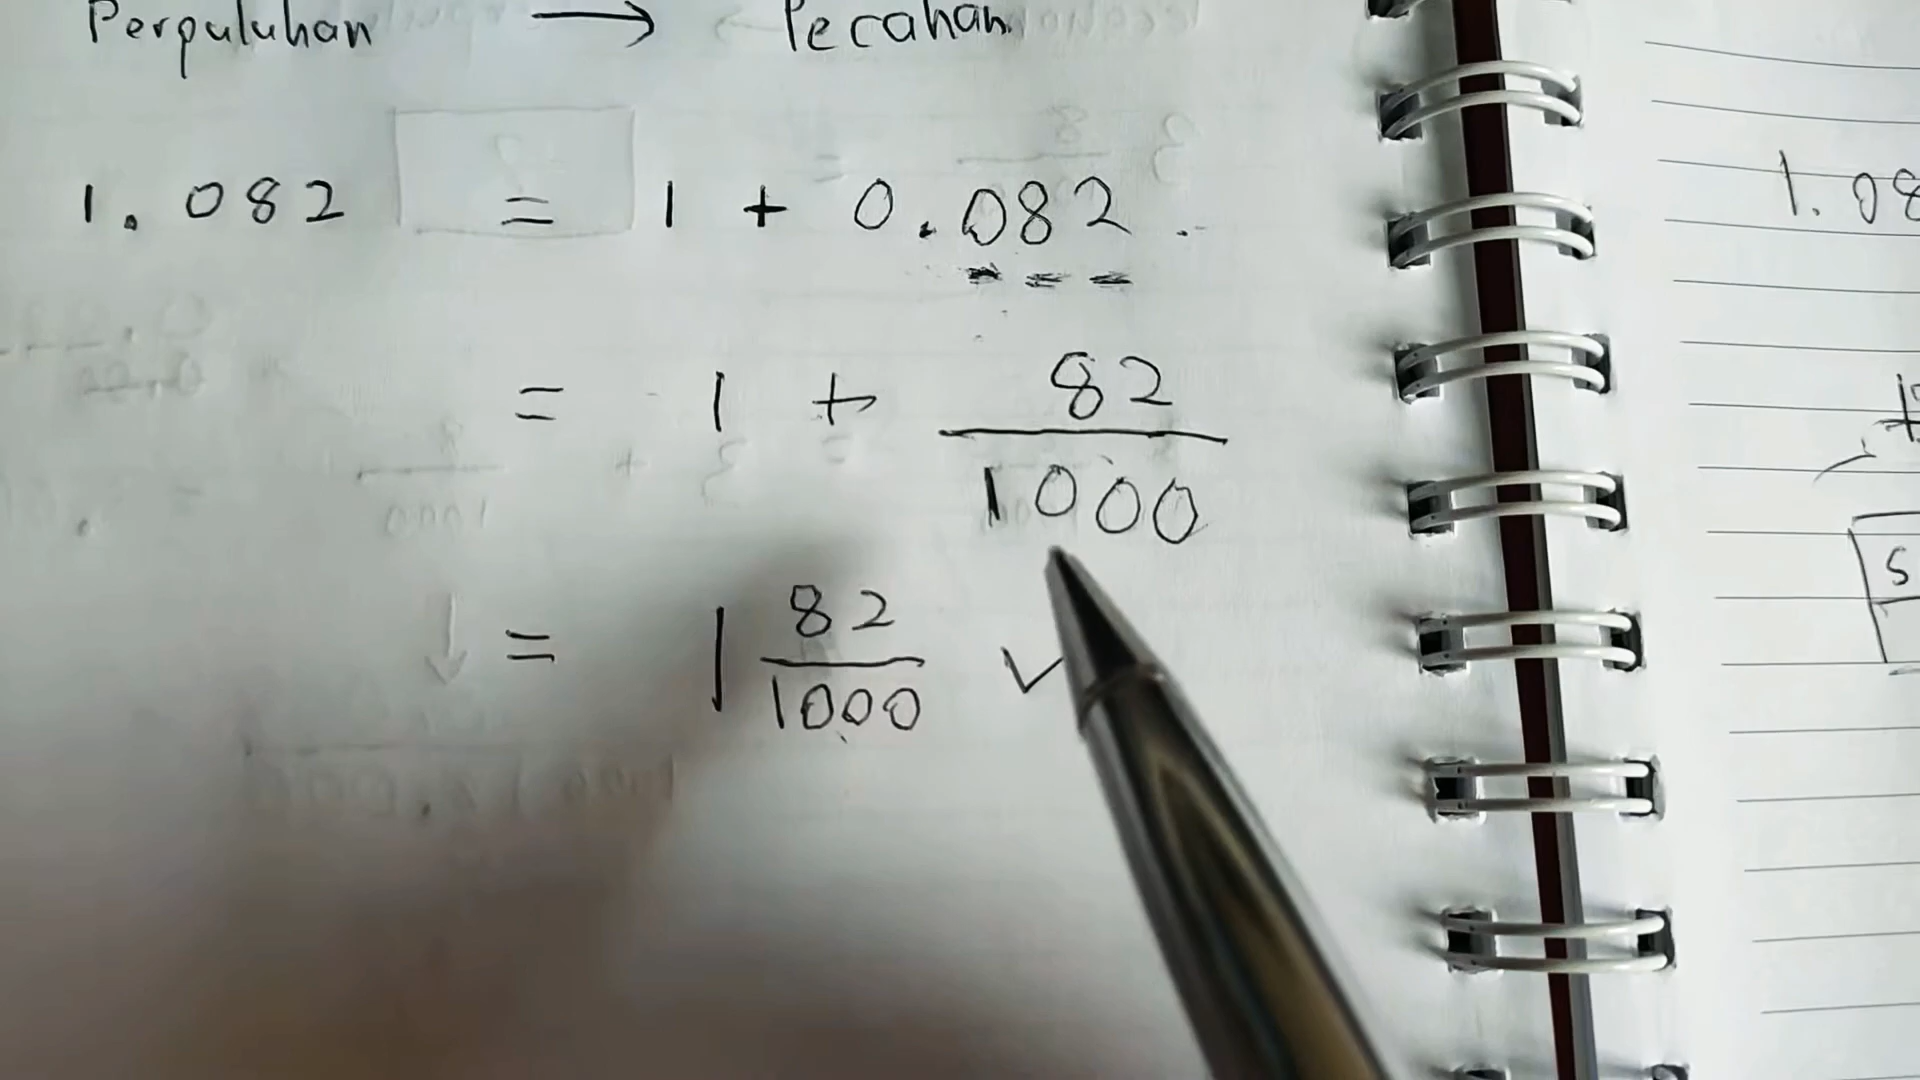 Perpuluhan → Pecahan
1.082 = 1 + 0.082
= 1 + 82/1000
= 1 82/1000 ✓
1.08
S